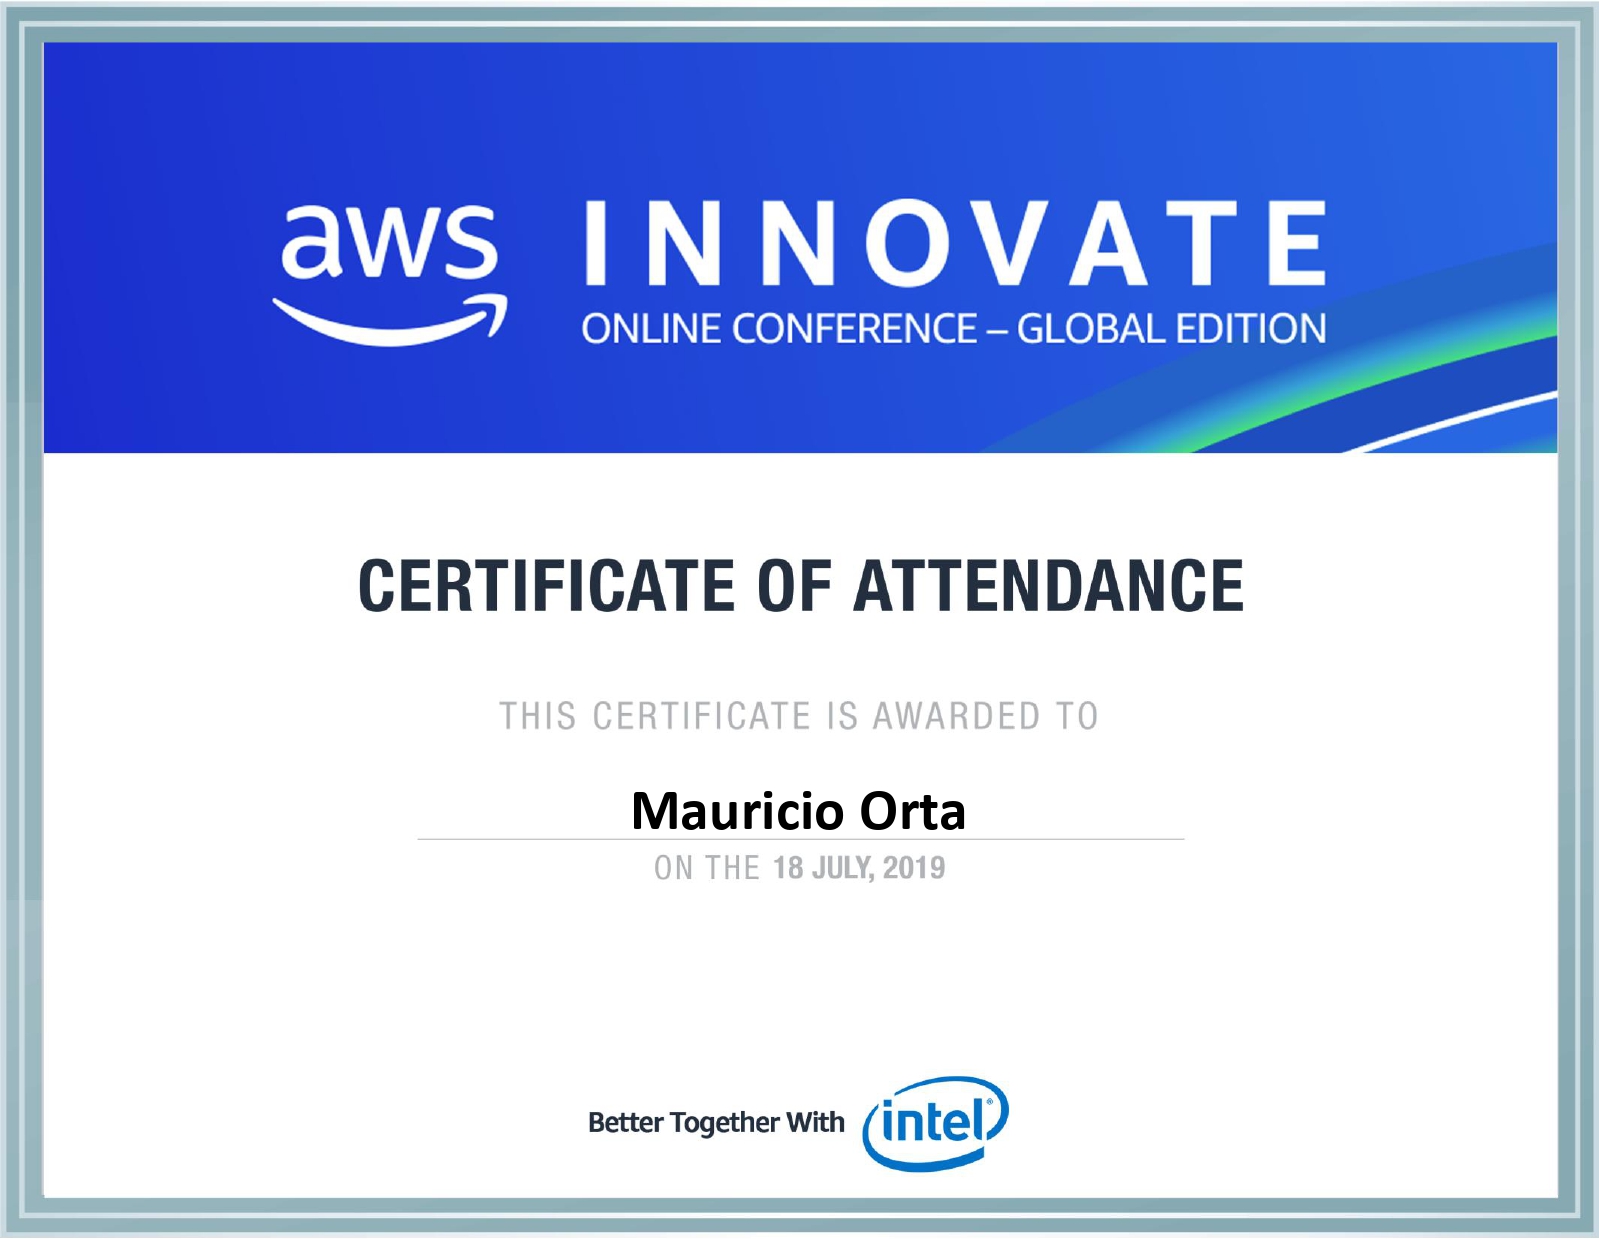 aws INNOVATE
ONLINE CONFERENCE – GLOBAL EDITION
CERTIFICATE OF ATTENDANCE
THIS CERTIFICATE IS AWARDED TO
Mauricio Orta
ON THE 18 JULY, 2019
Better Together With intel®